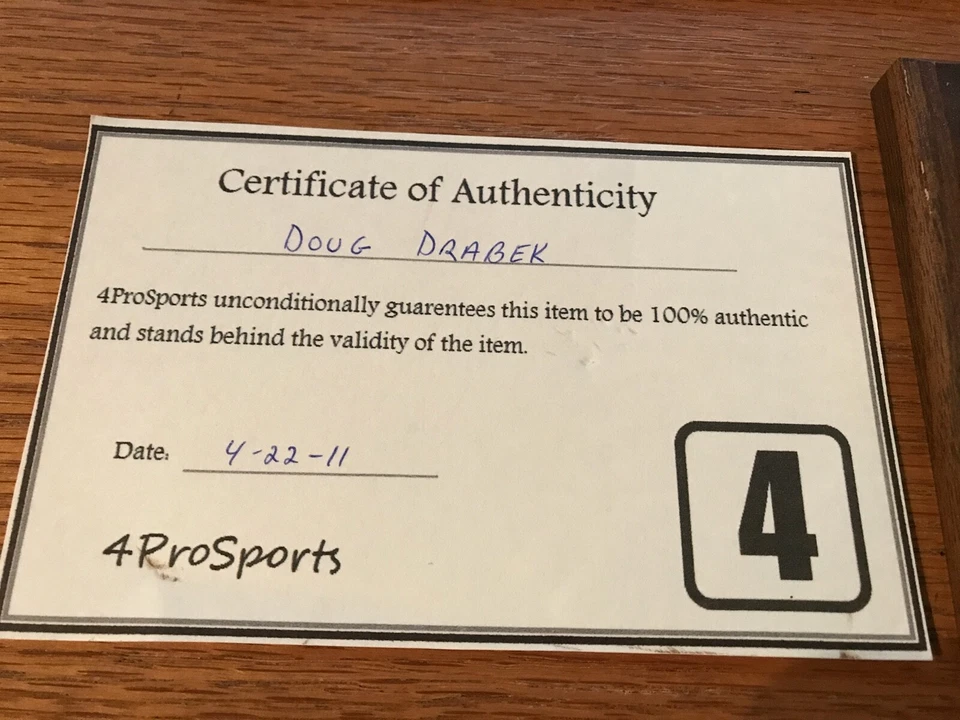 Certificate of Authenticity
DOUG DRABEK
4ProSports unconditionally guarentees this item to be 100% authentic
and stands behind the validity of the item.
Date: 4-22-11
4ProSports
4